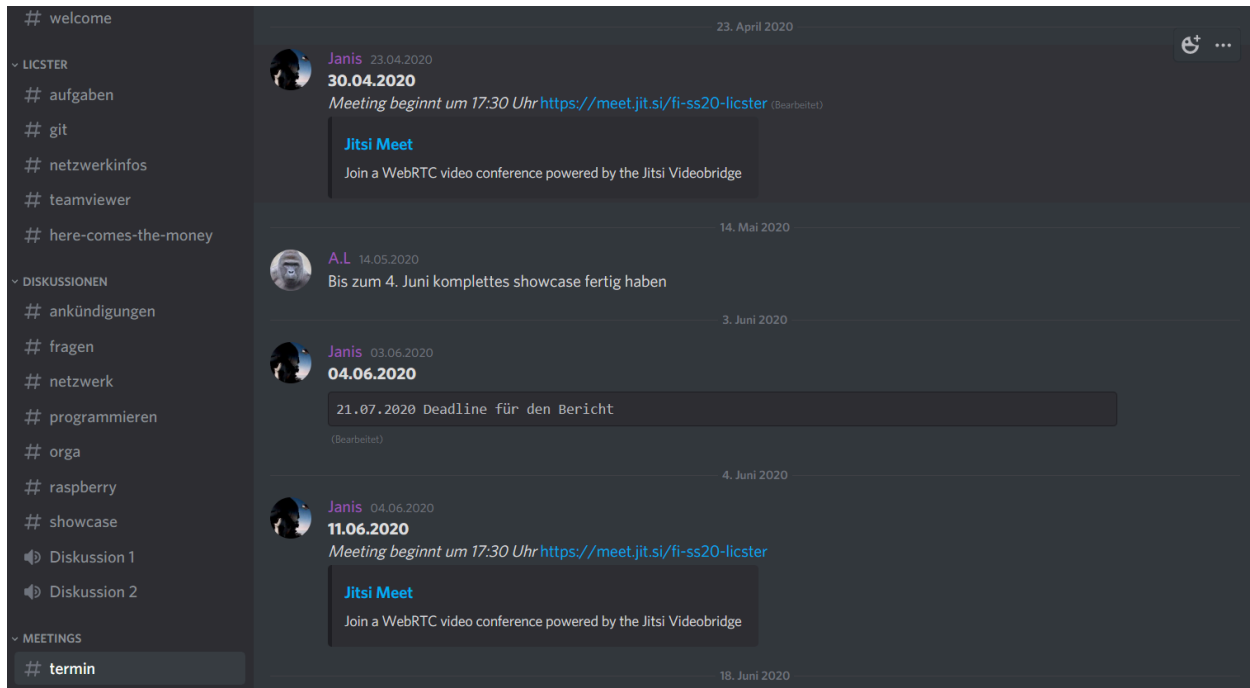 # welcome
LICSTER
# aufgaben
# git
# netzwerkinfos
# teamviewer
# here-comes-the-money
DISKUSSIONEN
# ankündigungen
# fragen
# netzwerk
# programmieren
# orga
# raspberry
# showcase
Diskussion 1
Diskussion 2
MEETINGS
# termin
23. April 2020
Janis 23.04.2020
30.04.2020
Meeting beginnt um 17:30 Uhr https://meet.jit.si/fi-ss20-licster (Bearbeitet)
Jitsi Meet
Join a WebRTC video conference powered by the Jitsi Videobridge
14. Mai 2020
A.L 14.05.2020
Bis zum 4. Juni komplettes showcase fertig haben
3. Juni 2020
Janis 03.06.2020
04.06.2020
21.07.2020 Deadline für den Bericht
(Bearbeitet)
4. Juni 2020
Janis 04.06.2020
11.06.2020
Meeting beginnt um 17:30 Uhr https://meet.jit.si/fi-ss20-licster
Jitsi Meet
Join a WebRTC video conference powered by the Jitsi Videobridge
18. Juni 2020